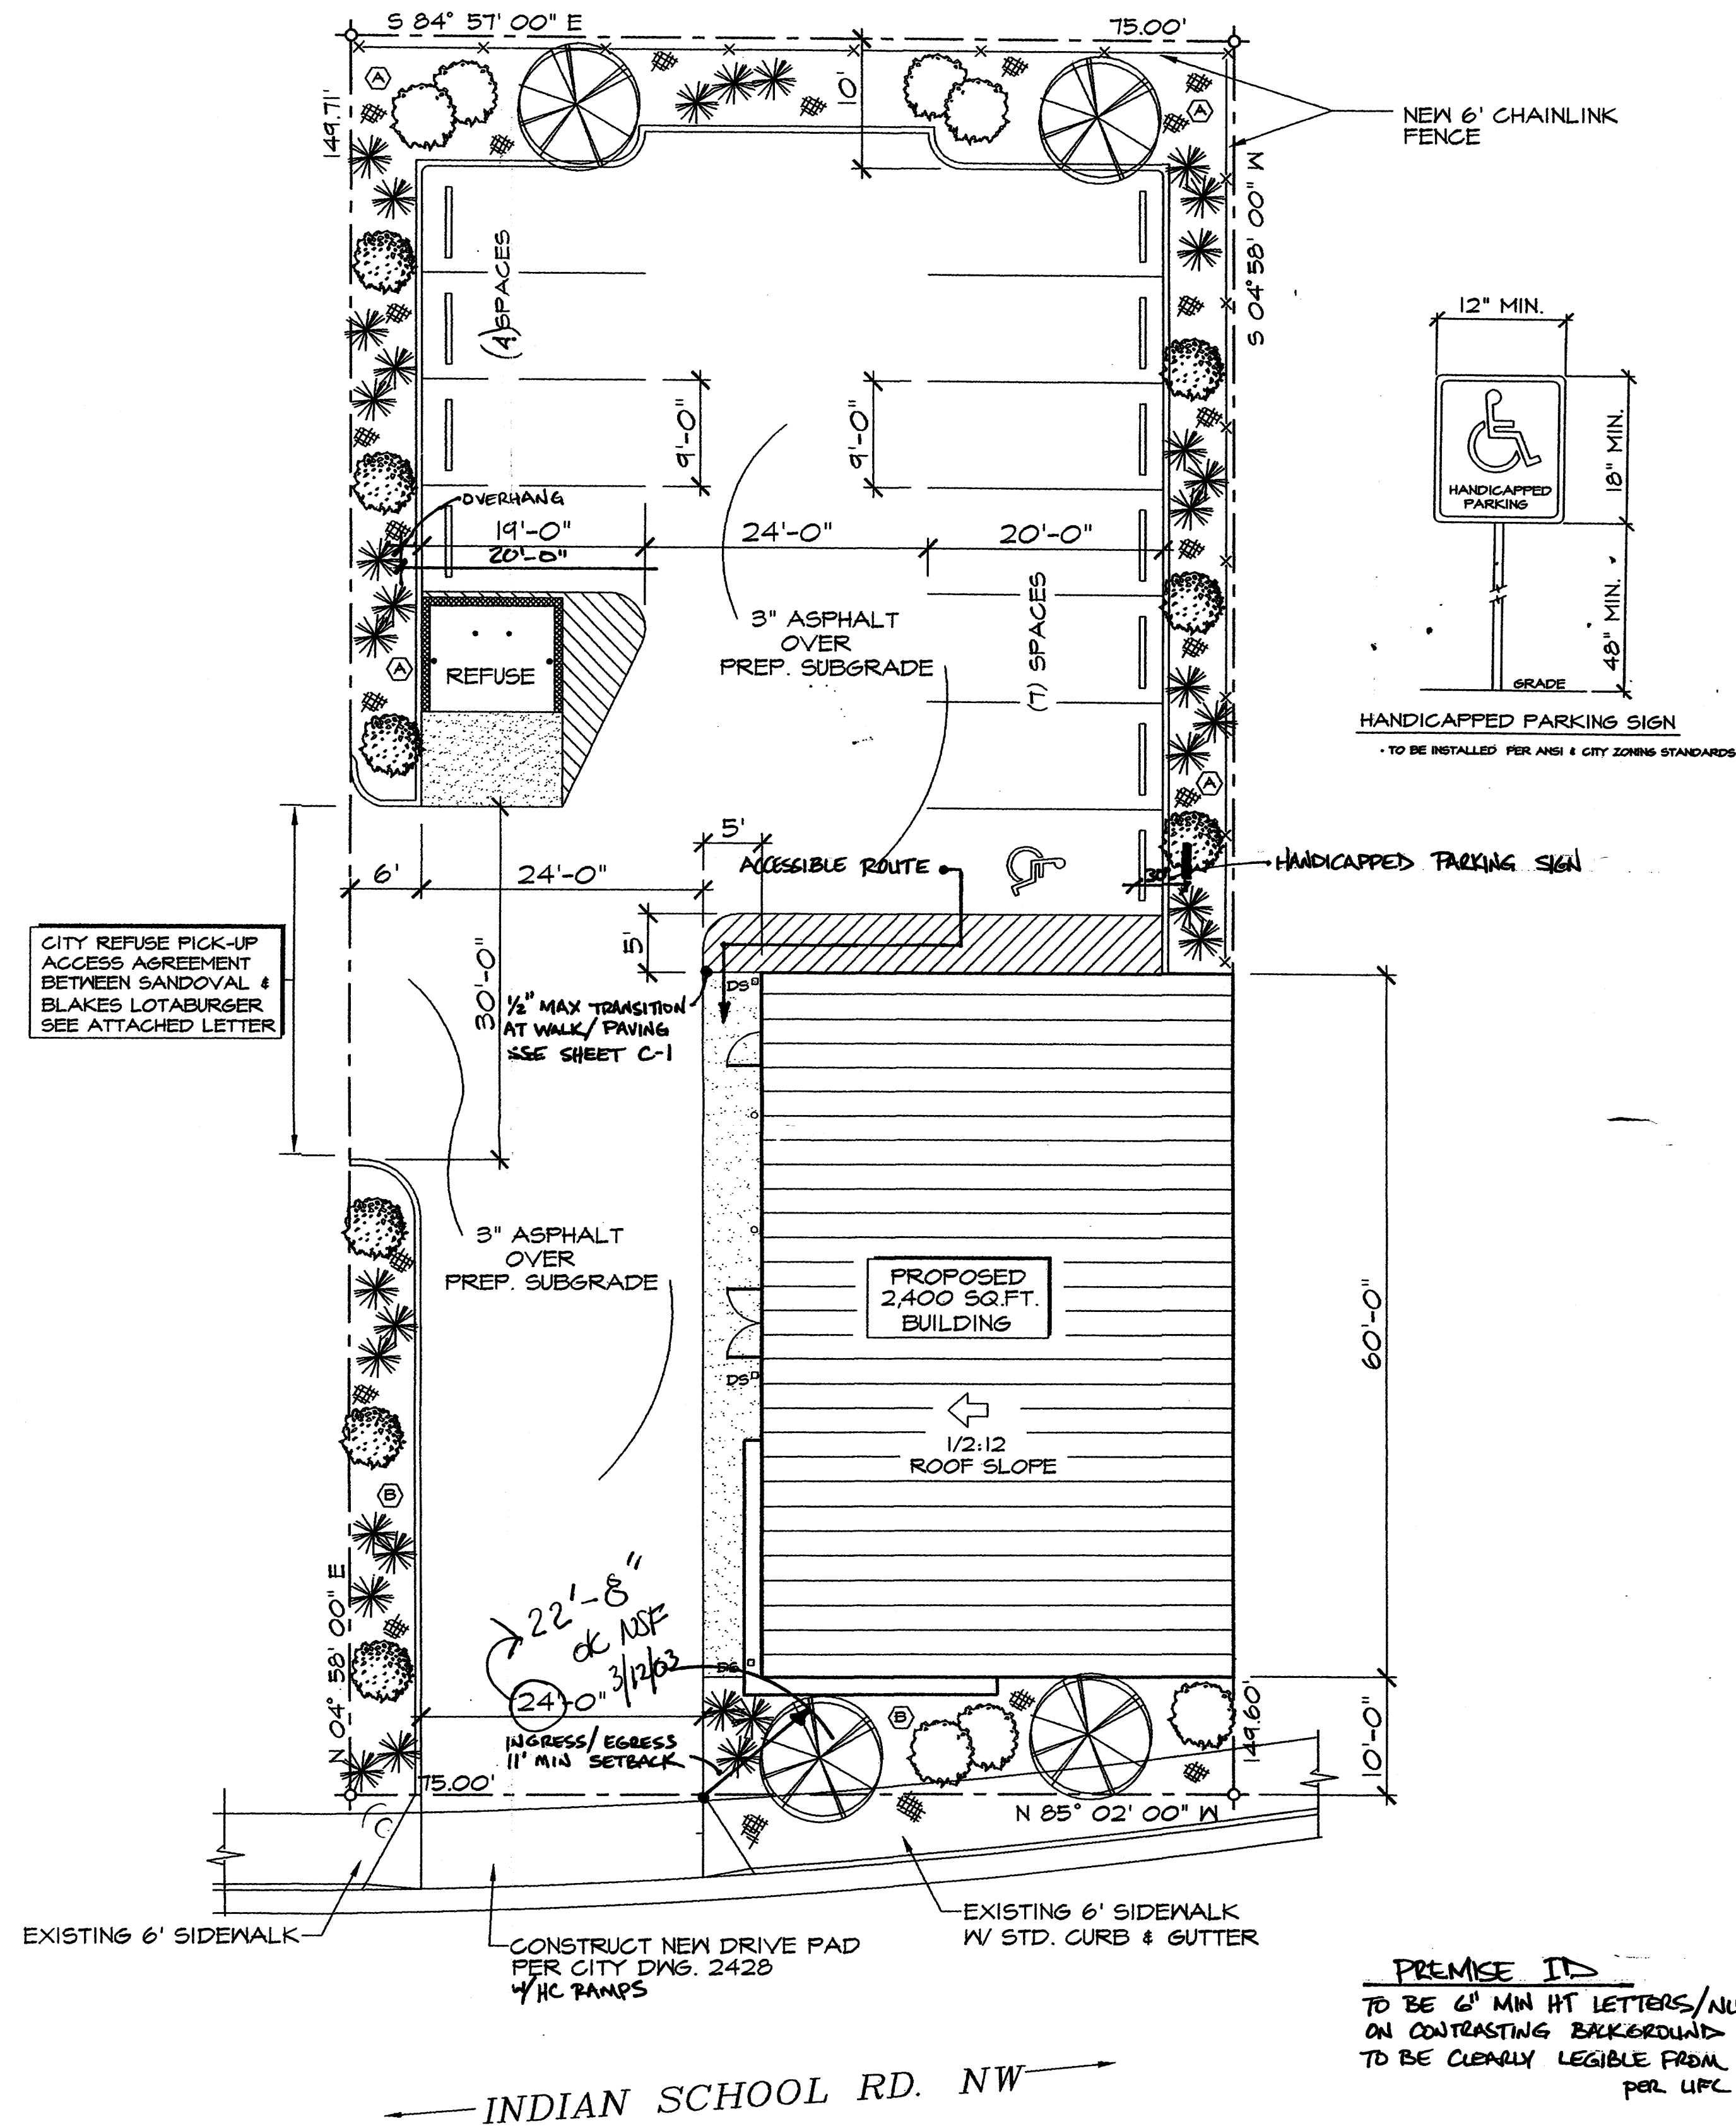 S 84° 57' 00" E
75.00'
149.71'
10'
A
A
NEW 6' CHAINLINK
FENCE
S 04° 58' 00" W
(4) SPACES
9'-0"
9'-0"
12" MIN.
HANDICAPPED
PARKING
18" MIN.
48" MIN.
GRADE
HANDICAPPED PARKING SIGN
• TO BE INSTALLED PER ANSI & CITY ZONING STANDARDS
OVERHANG
19'-0"
20'-0"
24'-0"
20'-0"
3" ASPHALT
OVER
PREP. SUBGRADE
(7) SPACES
REFUSE
A
A
5'
ACCESSIBLE ROUTE
HANDICAPPED PARKING SIGN
30"
6'
24'-0"
5'
30'-0"
CITY REFUSE PICK-UP
ACCESS AGREEMENT
BETWEEN SANDOVAL &
BLAKES LOTABURGER
SEE ATTACHED LETTER
1/2" MAX TRANSITION
AT WALK/PAVING
SSE SHEET C-1
DS
3" ASPHALT
OVER
PREP. SUBGRADE
PROPOSED
2,400 SQ.FT.
BUILDING
60'-0"
DS
1/2:12
ROOF SLOPE
B
N 04° 58' 00" E
22'-8"
OK NSF
3/12/03
24'-0"
DS
B
INGRESS/EGRESS
11' MIN SETBACK
149.60'
10'-0"
75.00'
N 85° 02' 00" W
EXISTING 6' SIDEWALK
CONSTRUCT NEW DRIVE PAD
PER CITY DWG. 2428
W/HC RAMPS
EXISTING 6' SIDEWALK
W/ STD. CURB & GUTTER
PREMISE ID
TO BE 6" MIN HT LETTERS/NU
ON CONTRASTING BACKGROUND
TO BE CLEARLY LEGIBLE FROM
PER UFC
INDIAN SCHOOL RD. NW